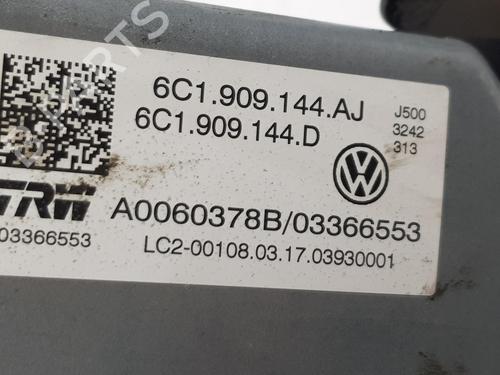 6C1.909.144.AJ
6C1.909.144.D
J500
3242
313
TRW
A0060378B/03366553
03366553
LC2-00108.03.17.03930001
B PARTS